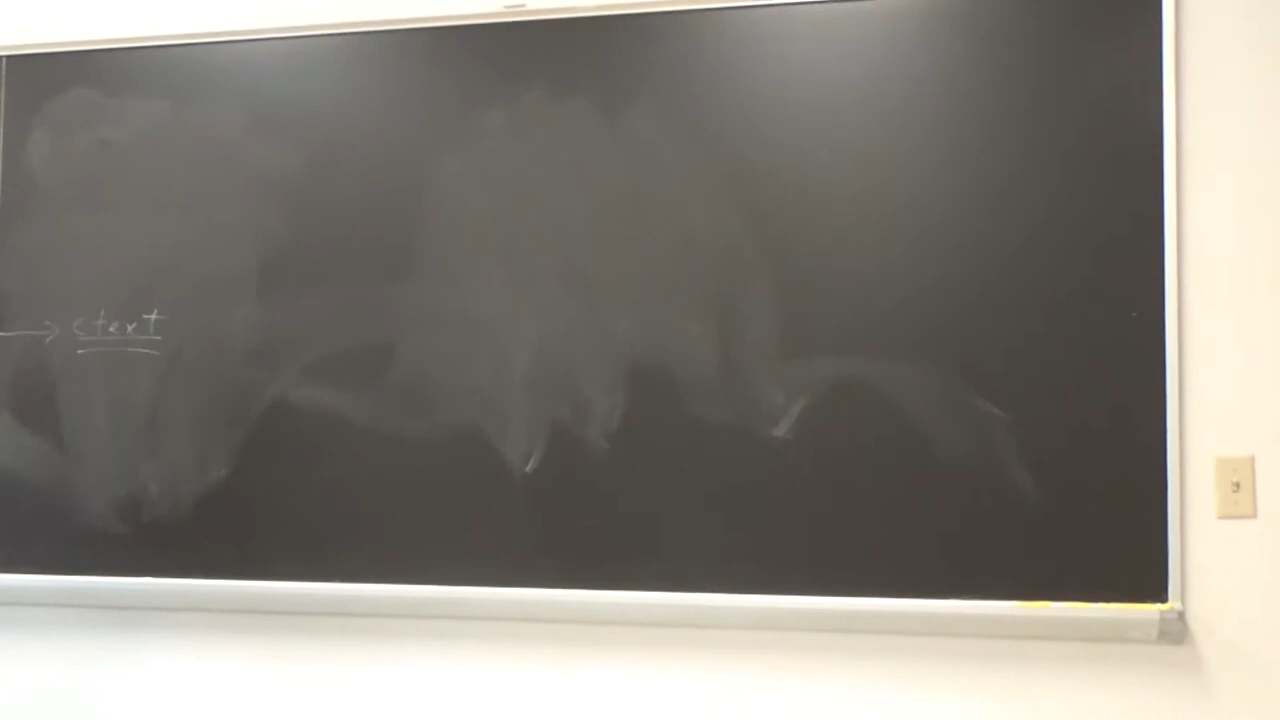 → ctext